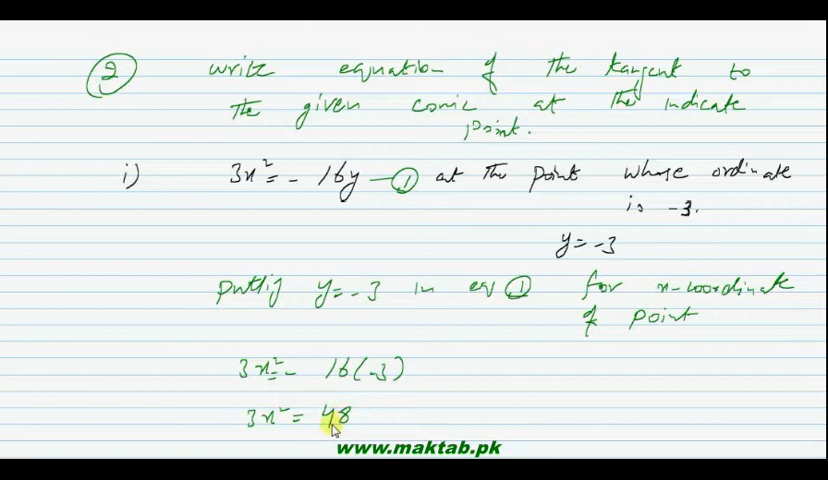 2 write equation of the tangent to
the given conic at the indicate
point.
i) 3x² = - 16y — 1 at the point whose ordinate
is -3.
y = -3
putting y = -3 in eq 1 for x-coordinate
of point
3x² = - 16(-3)
3x² = 48
www.maktab.pk